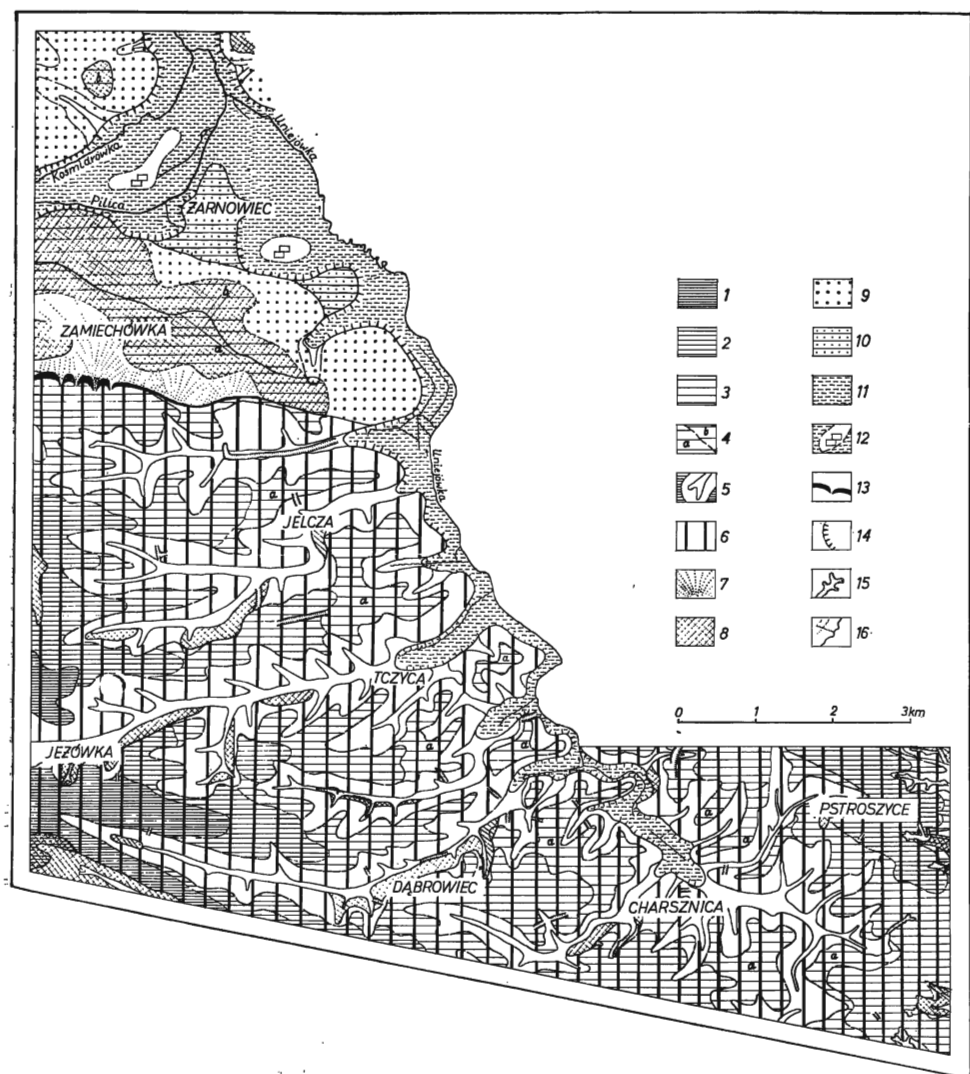 Uniejówka
Kośmidrówka
Pilica
ŻARNOWIEC
b
ZAMIECHÓWKA
a
Uniejówka
a
JELCZA
a
TCZYCA
a
a
a
JEŻÓWKA
a
a
PSTROSZYCE
a
DĄBROWIEC
CHARSZNICA
a
a
1
2
3
4
a
b
5
6
7
8
9
10
11
12
13
14
15
16
0 1 2 3km